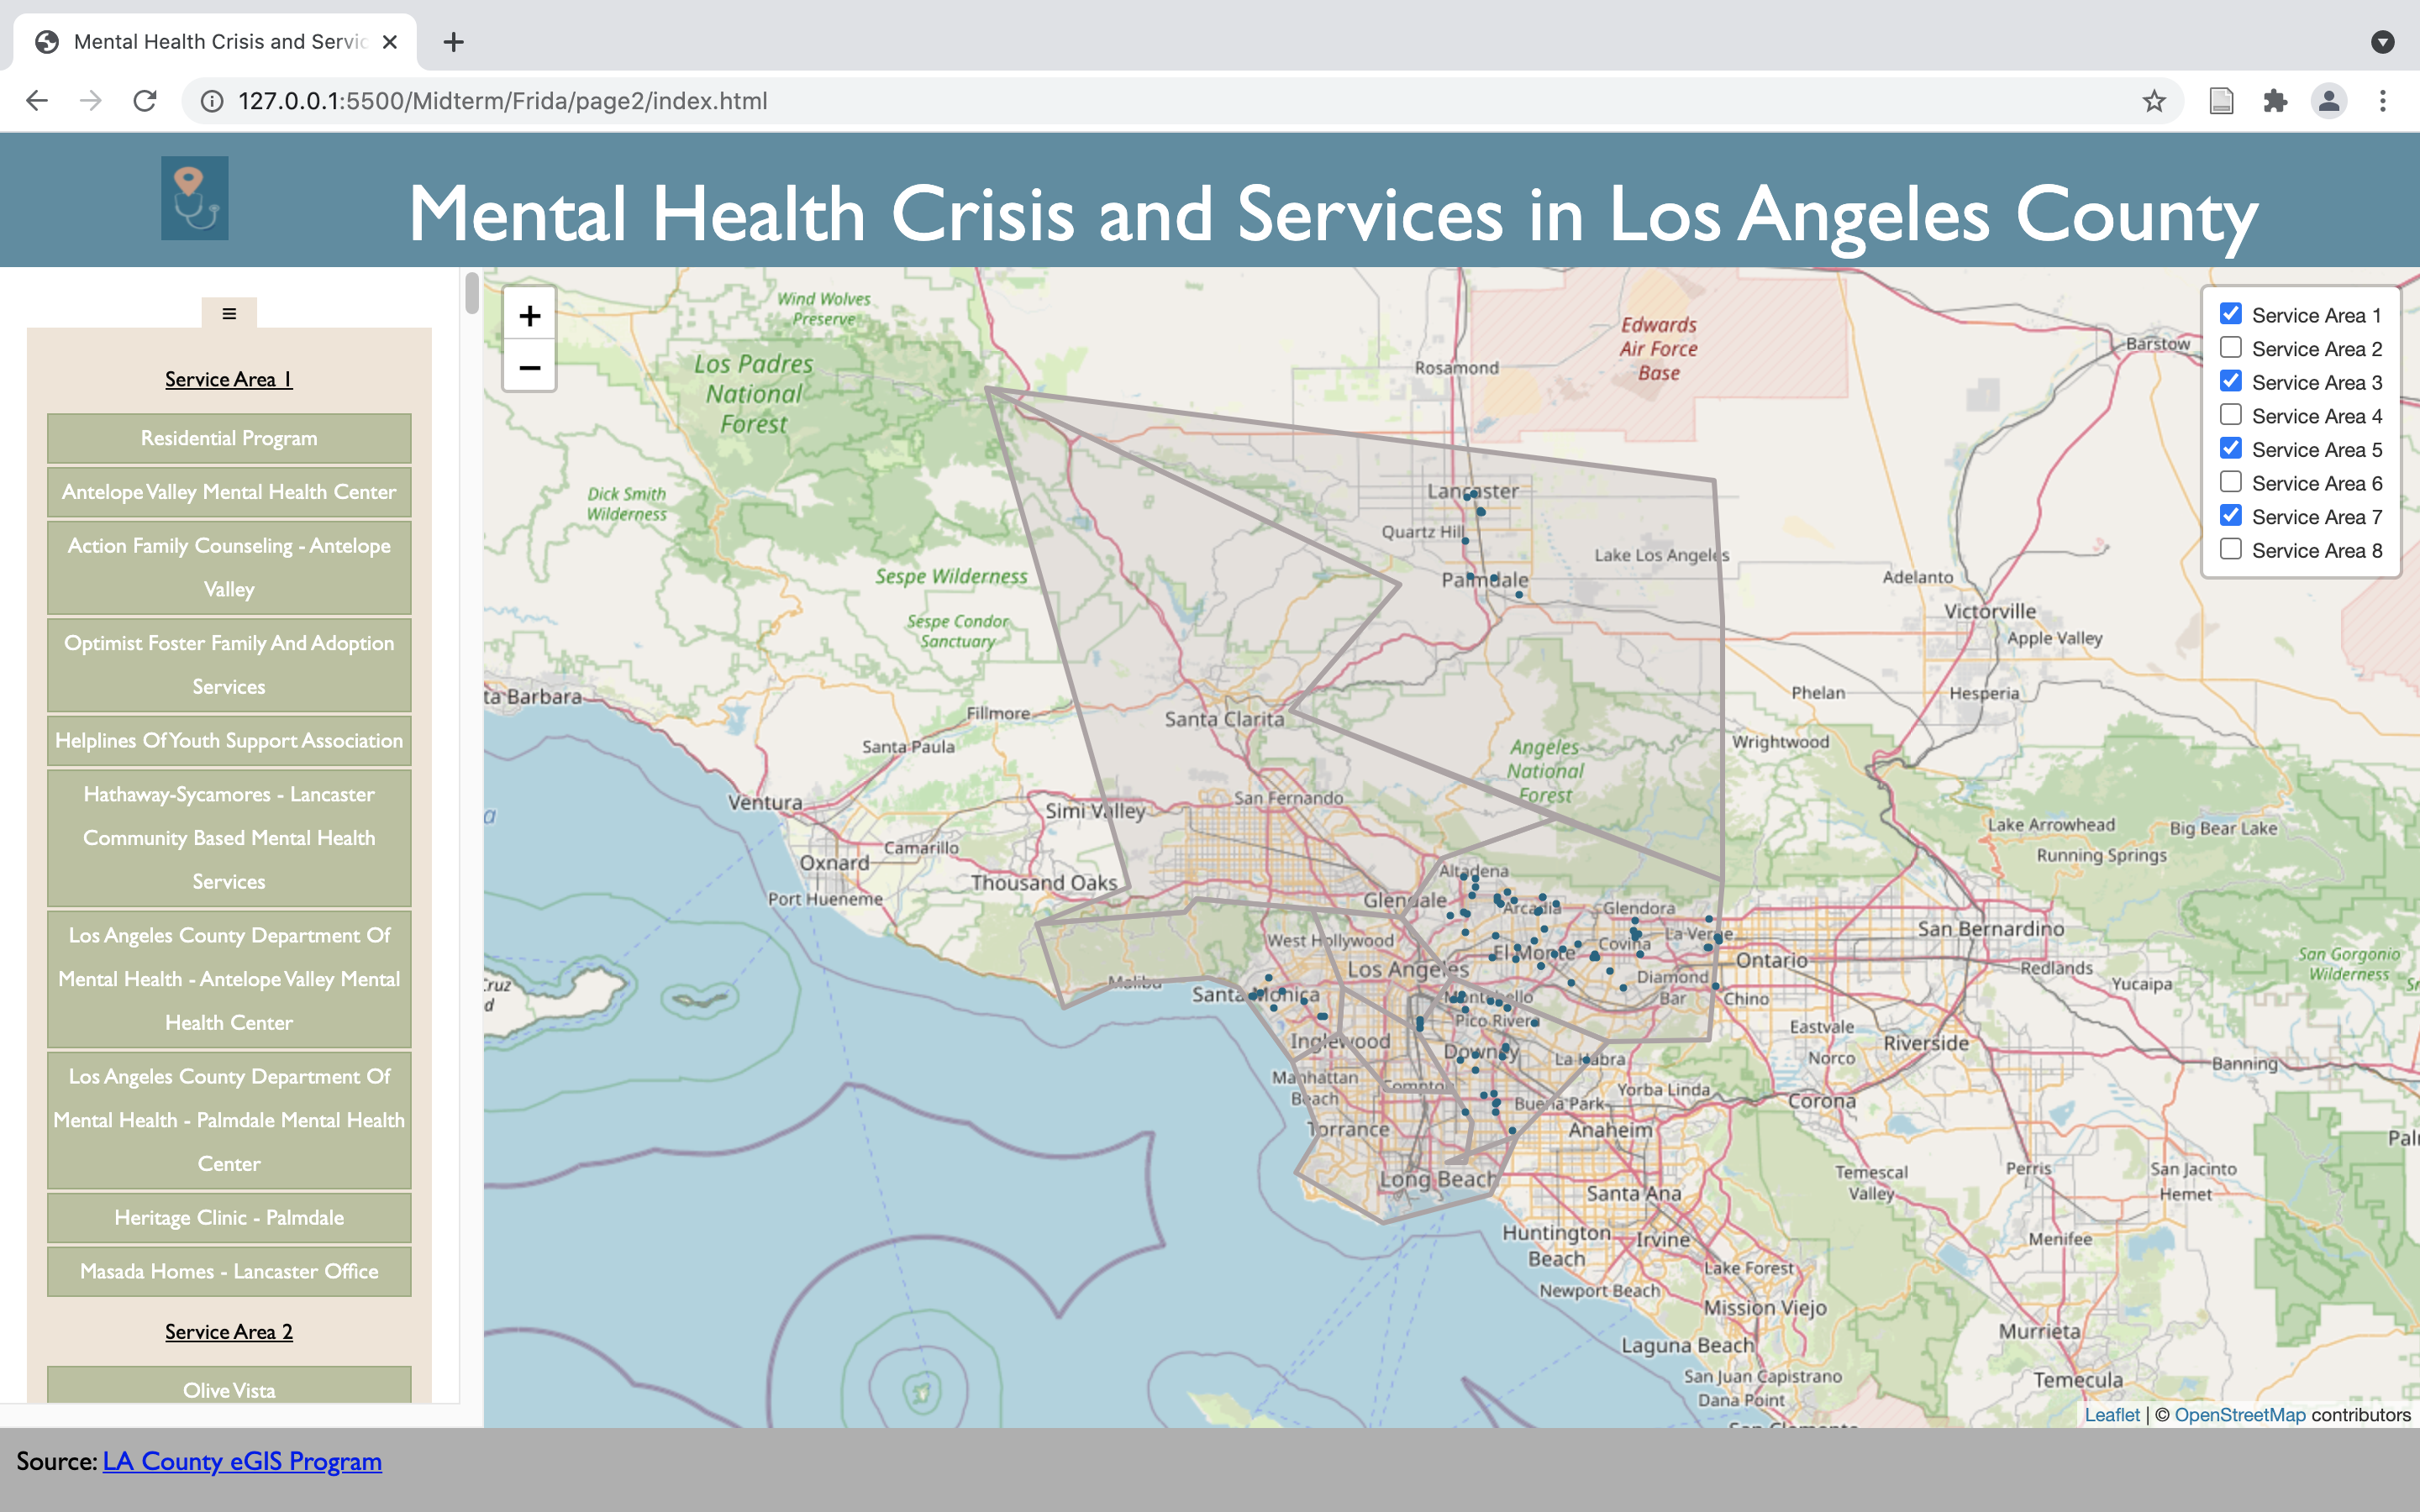 Mental Health Crisis and Servic
127.0.0.1:5500/Midterm/Frida/page2/index.html
Mental Health Crisis and Services in Los Angeles County
≡
Service Area 1
Residential Program
Antelope Valley Mental Health Center
Action Family Counseling - Antelope
Valley
Optimist Foster Family And Adoption
Services
Helplines Of Youth Support Association
Hathaway-Sycamores - Lancaster
Community Based Mental Health
Services
Los Angeles County Department Of
Mental Health - Antelope Valley Mental
Health Center
Los Angeles County Department Of
Mental Health - Palmdale Mental Health
Center
Heritage Clinic - Palmdale
Masada Homes - Lancaster Office
Service Area 2
Olive Vista
+
−
Wind Wolves
Preserve
Los Padres
National
Forest
Edwards
Air Force
Base
Rosamond
Barstow
Dick Smith
Wilderness
Lancaster
Quartz Hill
Lake Los Angeles
Sespe Wilderness
Palmdale
Adelanto
Victorville
Apple Valley
Sespe Condor
Sanctuary
ta Barbara
Fillmore
Santa Clarita
Phelan
Hesperia
Santa Paula
Angeles
National
Forest
Wrightwood
Ventura
Simi Valley
San Fernando
Lake Arrowhead
Big Bear Lake
Running Springs
Oxnard
Camarillo
Thousand Oaks
Port Hueneme
Altadena
Glendale
Arcadia
Glendora
West Hollywood
El Monte
Covina
La Verne
San Bernardino
Los Angeles
Ontario
San Gorgonio
Wilderness
Redlands
Yucaipa
Malibu
Santa Monica
Diamond
Bar
Chino
Montebello
Pico Rivera
Eastvale
Riverside
Inglewood
Downey
La Habra
Norco
Banning
Manhattan
Beach
Compton
Buena Park
Yorba Linda
Corona
Torrance
Anaheim
Long Beach
Santa Ana
Temescal
Valley
Perris
San Jacinto
Hemet
Huntington
Beach
Irvine
Menifee
Lake Forest
Newport Beach
Mission Viejo
Murrieta
Laguna Beach
San Juan Capistrano
Dana Point
Temecula
Service Area 1
Service Area 2
Service Area 3
Service Area 4
Service Area 5
Service Area 6
Service Area 7
Service Area 8
Leaflet | © OpenStreetMap contributors
Source: LA County eGIS Program